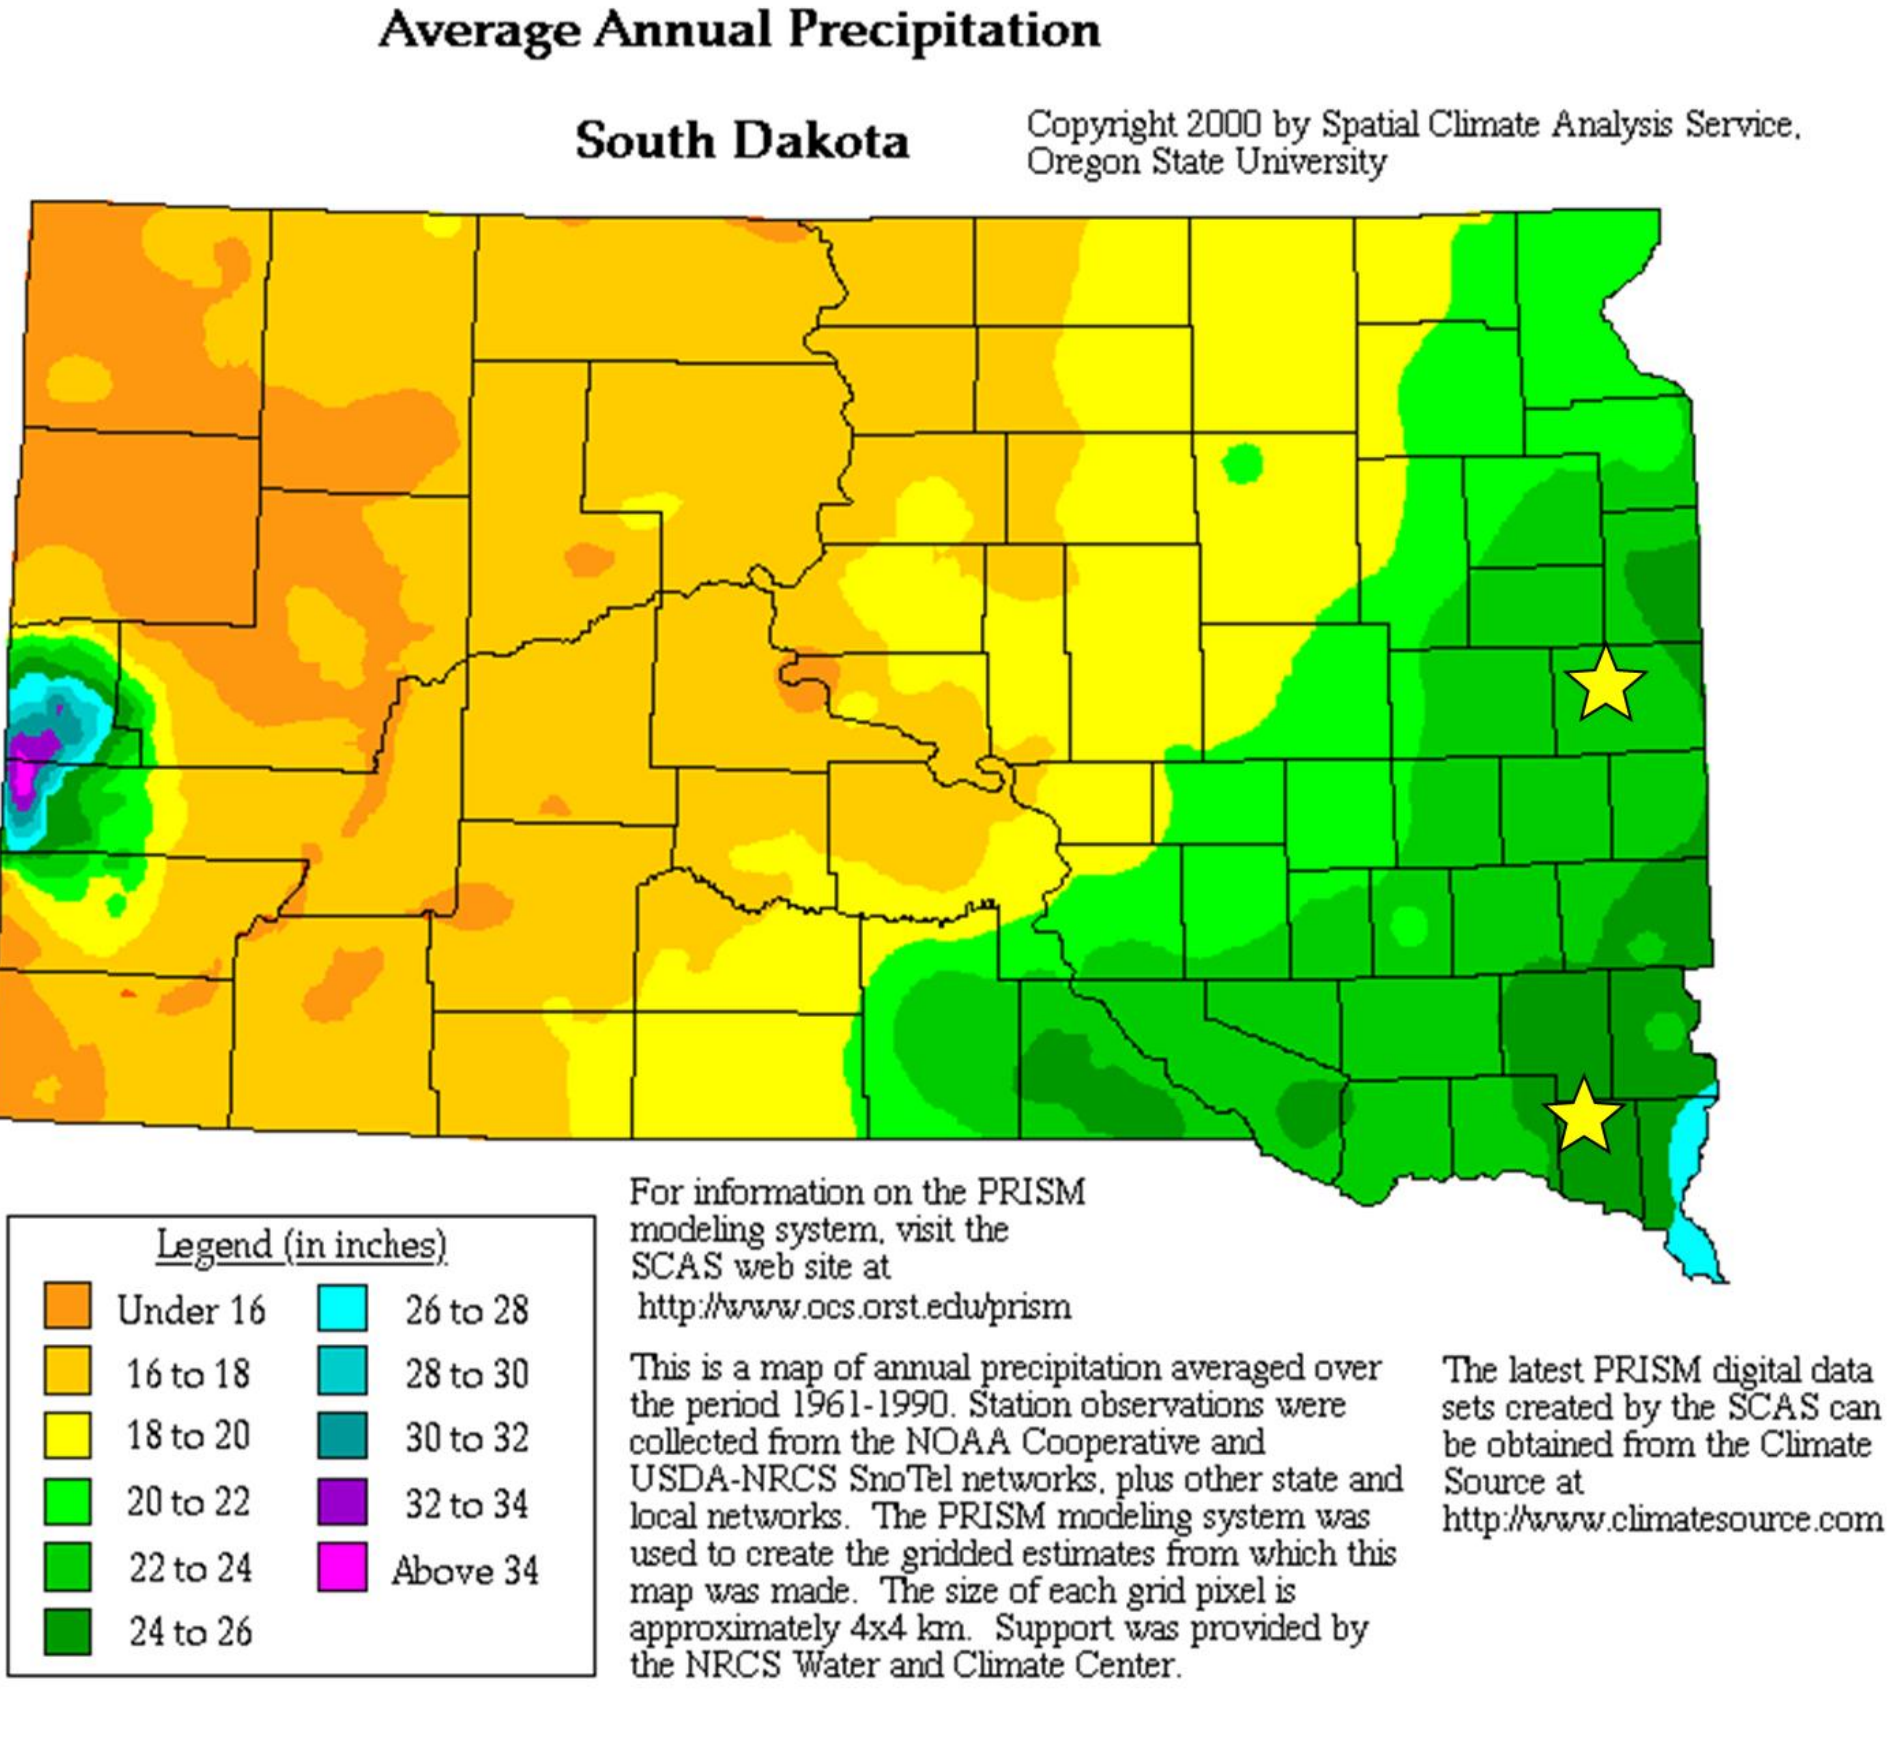 Average Annual Precipitation
South Dakota
Copyright 2000 by Spatial Climate Analysis Service,
Oregon State University
Legend (in inches)
Under 16
16 to 18
18 to 20
20 to 22
22 to 24
24 to 26
26 to 28
28 to 30
30 to 32
32 to 34
Above 34
For information on the PRISM
modeling system, visit the
SCAS web site at
http://www.ocs.orst.edu/prism
This is a map of annual precipitation averaged over
the period 1961-1990. Station observations were
collected from the NOAA Cooperative and
USDA-NRCS SnoTel networks, plus other state and
local networks. The PRISM modeling system was
used to create the gridded estimates from which this
map was made. The size of each grid pixel is
approximately 4x4 km. Support was provided by
the NRCS Water and Climate Center.
The latest PRISM digital data
sets created by the SCAS can
be obtained from the Climate
Source at
http://www.climatesource.com